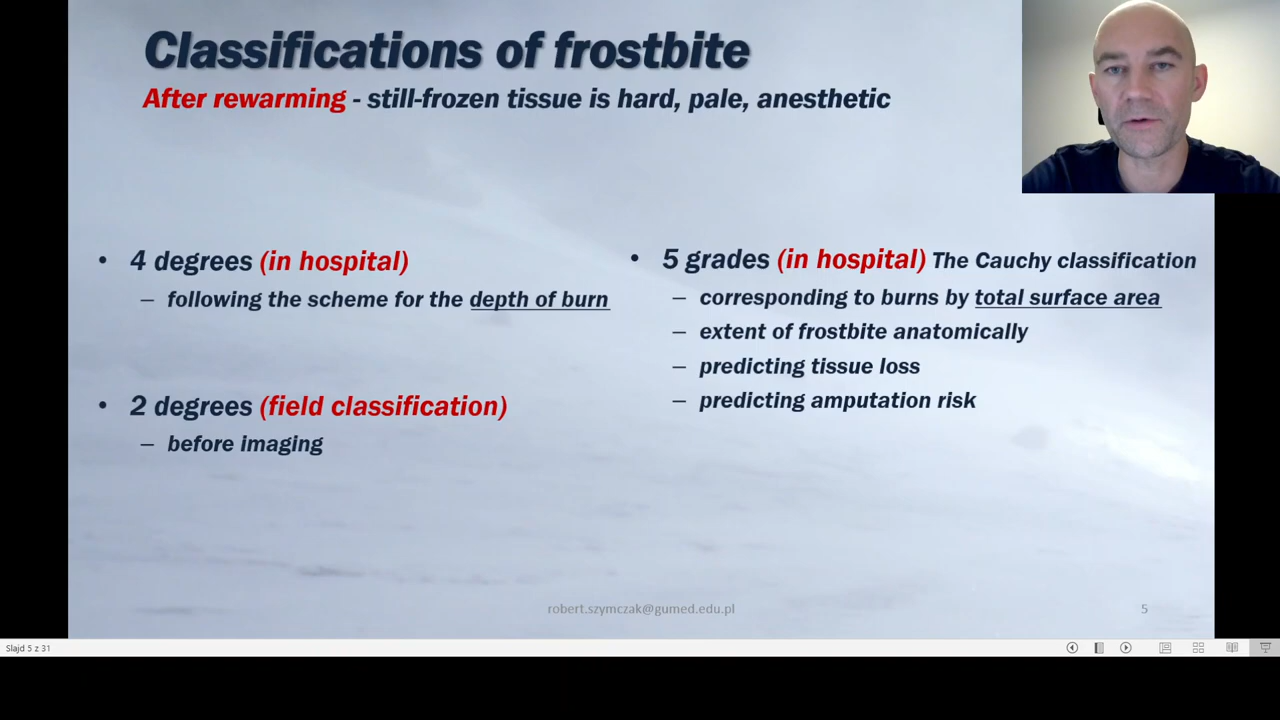 Classifications of frostbite
After rewarming - still-frozen tissue is hard, pale, anesthetic
• 4 degrees (in hospital)
– following the scheme for the depth of burn
• 2 degrees (field classification)
– before imaging
• 5 grades (in hospital) The Cauchy classification
– corresponding to burns by total surface area
– extent of frostbite anatomically
– predicting tissue loss
– predicting amputation risk
robert.szymczak@gumed.edu.pl
5
Slajd 5 z 31